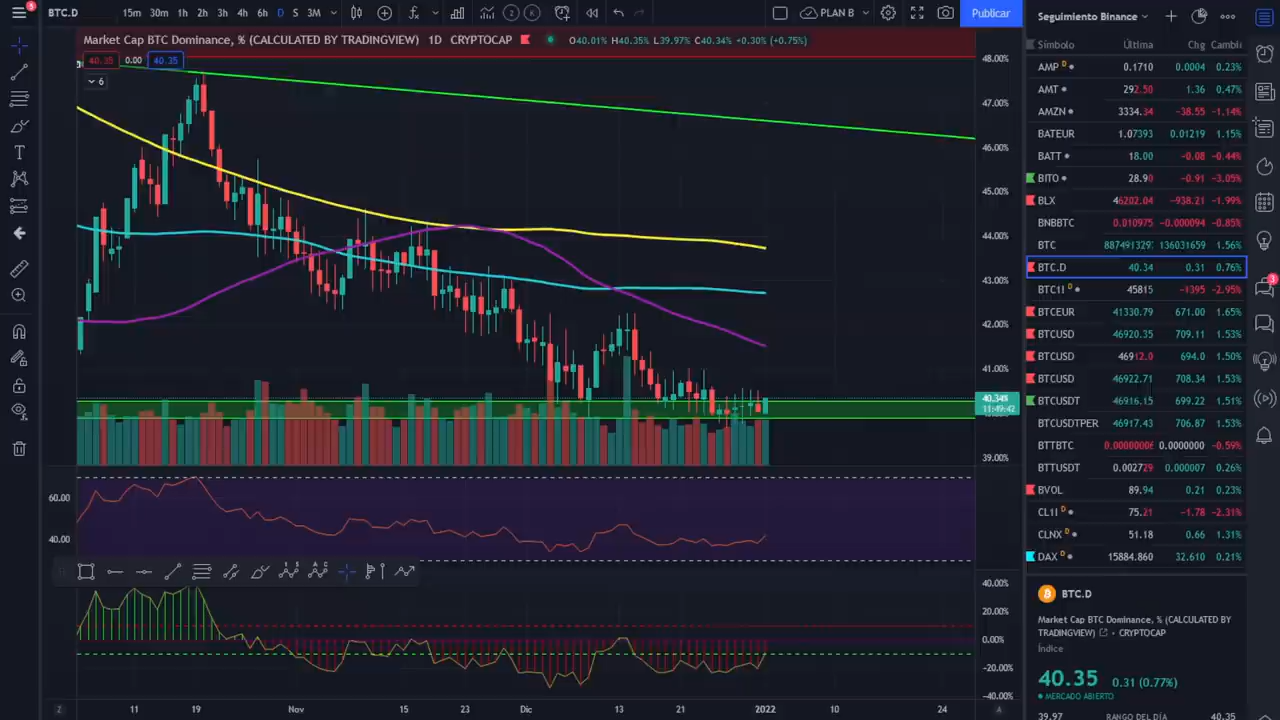 5 BTC.D 15m 30m 1h 2h 3h 4h 6h D S 3M PLAN B Publicar Seguimiento Binance
Market Cap BTC Dominance, % (CALCULATED BY TRADINGVIEW) 1D CRYPTOCAP O40.01% H40.35% L39.97% C40.34% +0.30% (+0.75%)
40.35 0.00 40.35
6
48.00%
47.00%
46.00%
45.00%
44.00%
43.00%
42.00%
41.00%
40.34%
11:49:42
39.00%
60.00
40.00
40.00%
20.00%
0.00%
-20.00%
-40.00%
Z 11 19 Nov 15 23 Dic 13 21 2022 10 24 A
Símbolo Última Chg Cambi
AMP D 0.1710 0.0004 0.23%
AMT 292.50 1.36 0.47%
AMZN 3334.34 -38.55 -1.14%
BATEUR 1.07393 0.01219 1.15%
BATT 18.00 -0.08 -0.44%
BITO 28.90 -0.91 -3.05%
BLX 46202.04 -938.21 -1.99%
BNBBTC 0.010975 -0.000094 -0.85%
BTC 887491329 136031659 1.56%
BTC.D 40.34 0.31 0.76%
BTC1! D 45815 -1395 -2.95%
BTCEUR 41330.79 671.00 1.65%
BTCUSD 46920.35 709.11 1.53%
BTCUSD 46912.0 694.0 1.50%
BTCUSD 46922.71 708.34 1.53%
BTCUSDT 46916.15 699.22 1.51%
BTCUSDTPER 46917.43 706.87 1.53%
BTTBTC 0.0000000 0.0000000 -0.59%
BTTUSDT 0.002729 0.000007 0.26%
BVOL 89.94 0.21 0.23%
CL1! D 75.21 -1.78 -2.31%
CLNX D 51.18 0.66 1.31%
DAX D 15884.860 32.610 0.21%
BTC.D
Market Cap BTC Dominance, % (CALCULATED BY
TRADINGVIEW) • CRYPTOCAP
Índice
40.35 0.31 (0.77%)
MERCADO ABIERTO
39.97 RANGO DEL DÍA 40.35